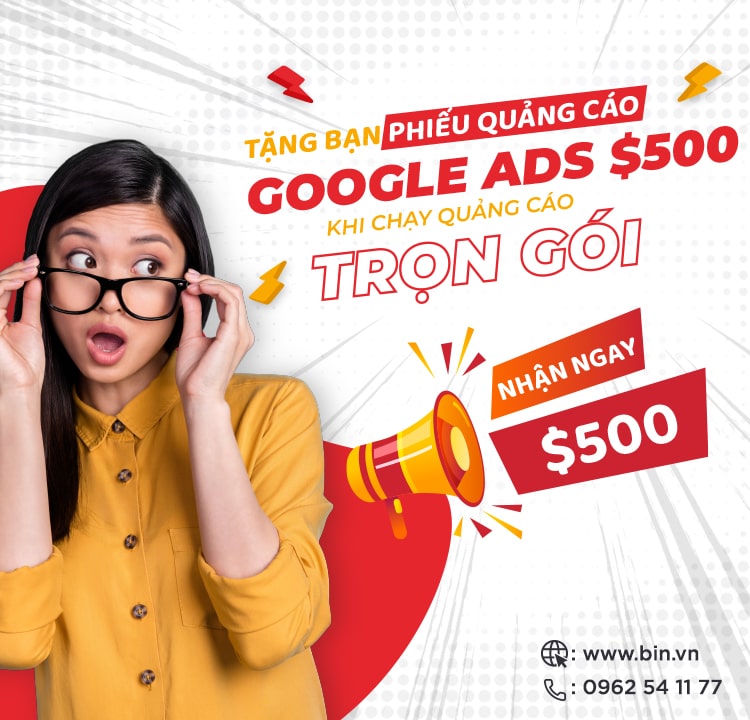 TẶNG BẠN PHIẾU QUẢNG CÁO
GOOGLE ADS $500
KHI CHẠY QUẢNG CÁO
TRỌN GÓI
NHẬN NGAY
$500
: www.bin.vn
: 0962 54 11 77